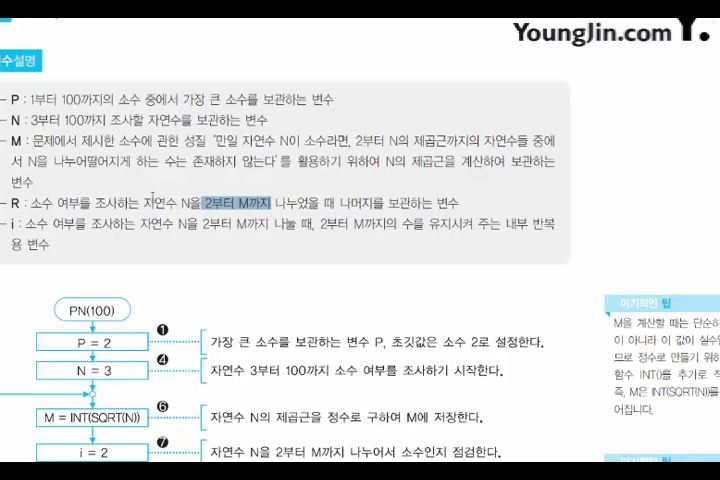 YoungJin.com Y.
수설명
– P : 1부터 100까지의 소수 중에서 가장 큰 소수를 보관하는 변수
– N : 3부터 100까지 조사할 자연수를 보관하는 변수
– M : 문제에서 제시한 소수에 관한 성질 '만일 자연수 N이 소수라면, 2부터 N의 제곱근까지의 자연수들 중에
서 N을 나누어떨어지게 하는 수는 존재하지 않는다'를 활용하기 위하여 N의 제곱근을 계산하여 보관하는
변수
– R : 소수 여부를 조사하는 자연수 N을 2부터 M까지 나누었을 때 나머지를 보관하는 변수
– i : 소수 여부를 조사하는 자연수 N을 2부터 M까지 나눌 때, 2부터 M까지의 수를 유지시켜 주는 내부 반복
용 변수
PN(100)
P = 2
❶
가장 큰 소수를 보관하는 변수 P, 초깃값은 소수 2로 설정한다.
N = 3
❹
자연수 3부터 100까지 소수 여부를 조사하기 시작한다.
M = INT(SQRT(N))
❻
자연수 N의 제곱근을 정수로 구하여 M에 저장한다.
i = 2
❼
자연수 N을 2부터 M까지 나누어서 소수인지 점검한다.
이기적인 팁
M을 계산할 때는 단순히
이 아니라 이 값이 실수일
므로 정수로 만들기 위하
함수 INT()를 추가로 적
즉, M은 INT(SQRT(N))를
어집니다.